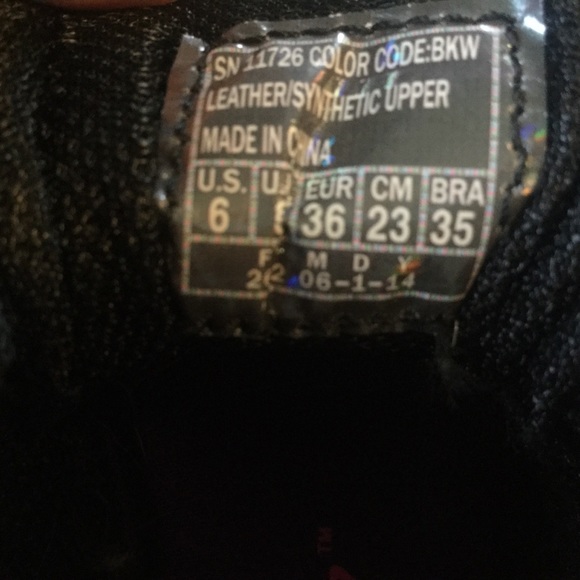 SN 11726 COLOR CODE:BKW
LEATHER/SYNTHETIC UPPER
MADE IN CHINA
U.S. EUR CM BRA
6 36 23 35
M D Y
06-1-14
TM